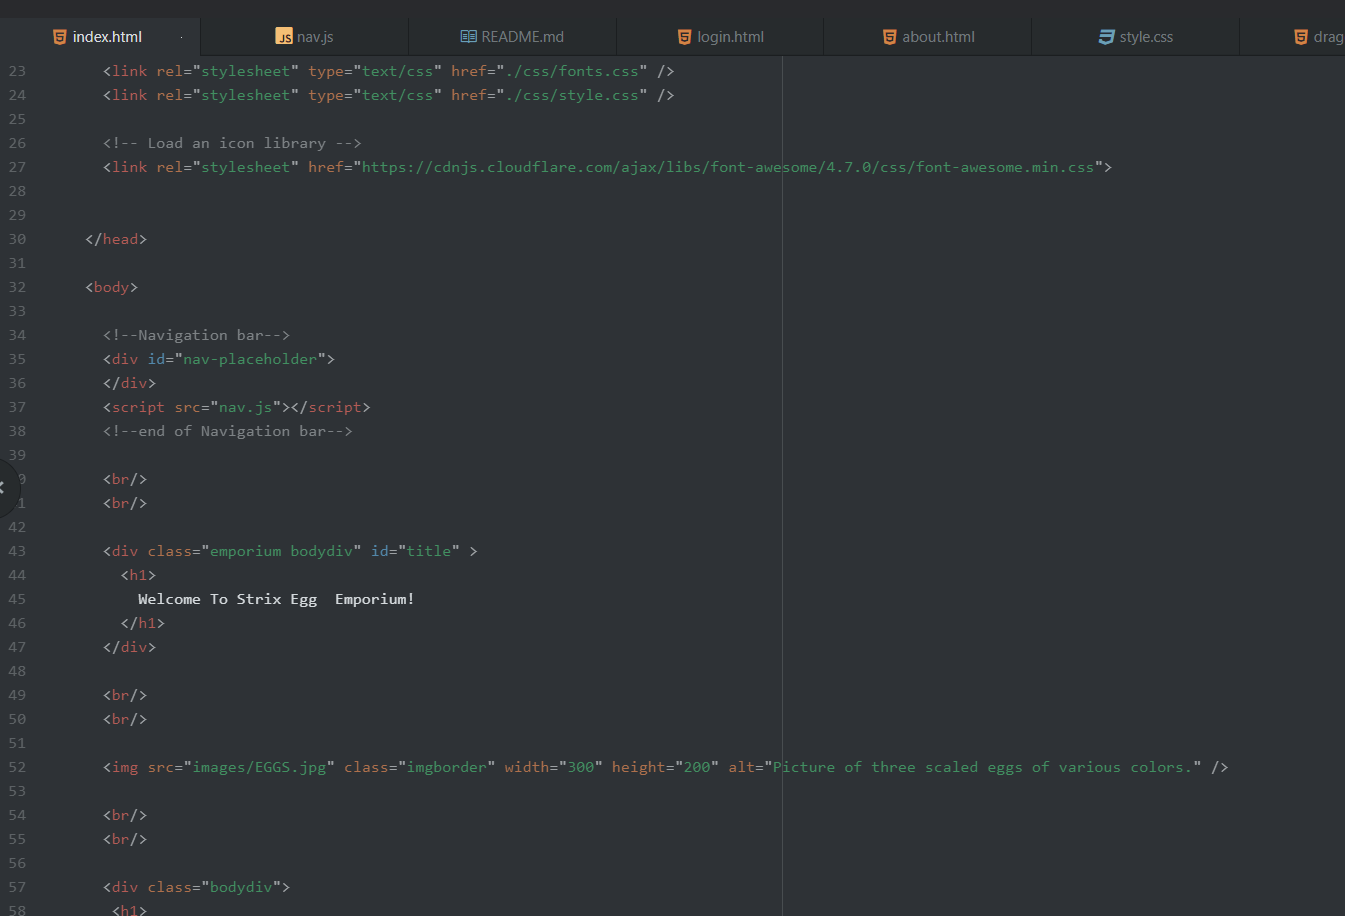 index.html nav.js README.md login.html about.html style.css drag
23 <link rel="stylesheet" type="text/css" href="./css/fonts.css" />
24 <link rel="stylesheet" type="text/css" href="./css/style.css" />
25
26 <!-- Load an icon library -->
27 <link rel="stylesheet" href="https://cdnjs.cloudflare.com/ajax/libs/font-awesome/4.7.0/css/font-awesome.min.css">
28
29
30 </head>
31
32 <body>
33
34 <!--Navigation bar-->
35 <div id="nav-placeholder">
36 </div>
37 <script src="nav.js"></script>
38 <!--end of Navigation bar-->
39
0 <br/>
1 <br/>
42
43 <div class="emporium bodydiv" id="title" >
44 <h1>
45 Welcome To Strix Egg  Emporium!
46 </h1>
47 </div>
48
49 <br/>
50 <br/>
51
52 <img src="images/EGGS.jpg" class="imgborder" width="300" height="200" alt="Picture of three scaled eggs of various colors." />
53
54 <br/>
55 <br/>
56
57 <div class="bodydiv">
58 <h1>